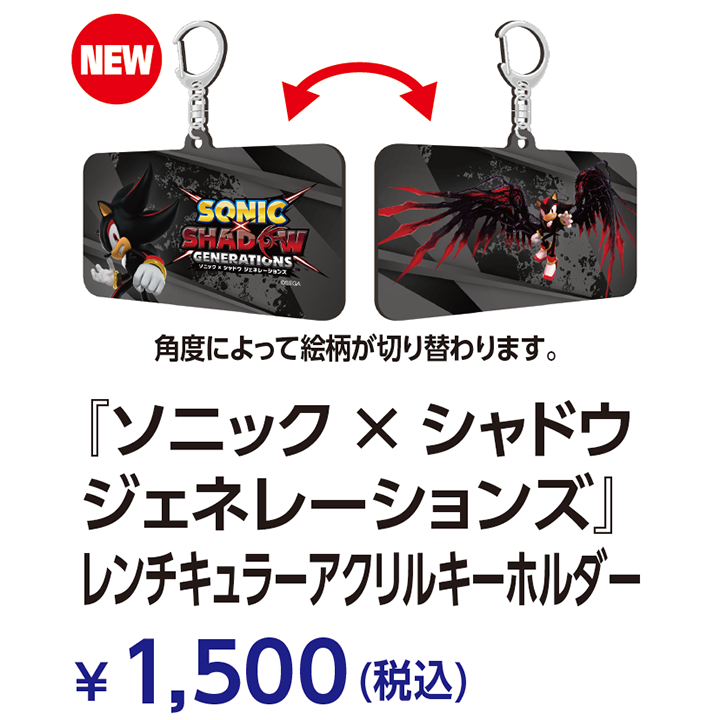 NEW
SONIC
×
SHADOW
GENERATIONS
ソニック × シャドウ ジェネレーションズ
©SEGA
角度によって絵柄が切り替わります。
『ソニック × シャドウ
ジェネレーションズ』
レンチキュラーアクリルキーホルダー
¥ 1,500 (税込)